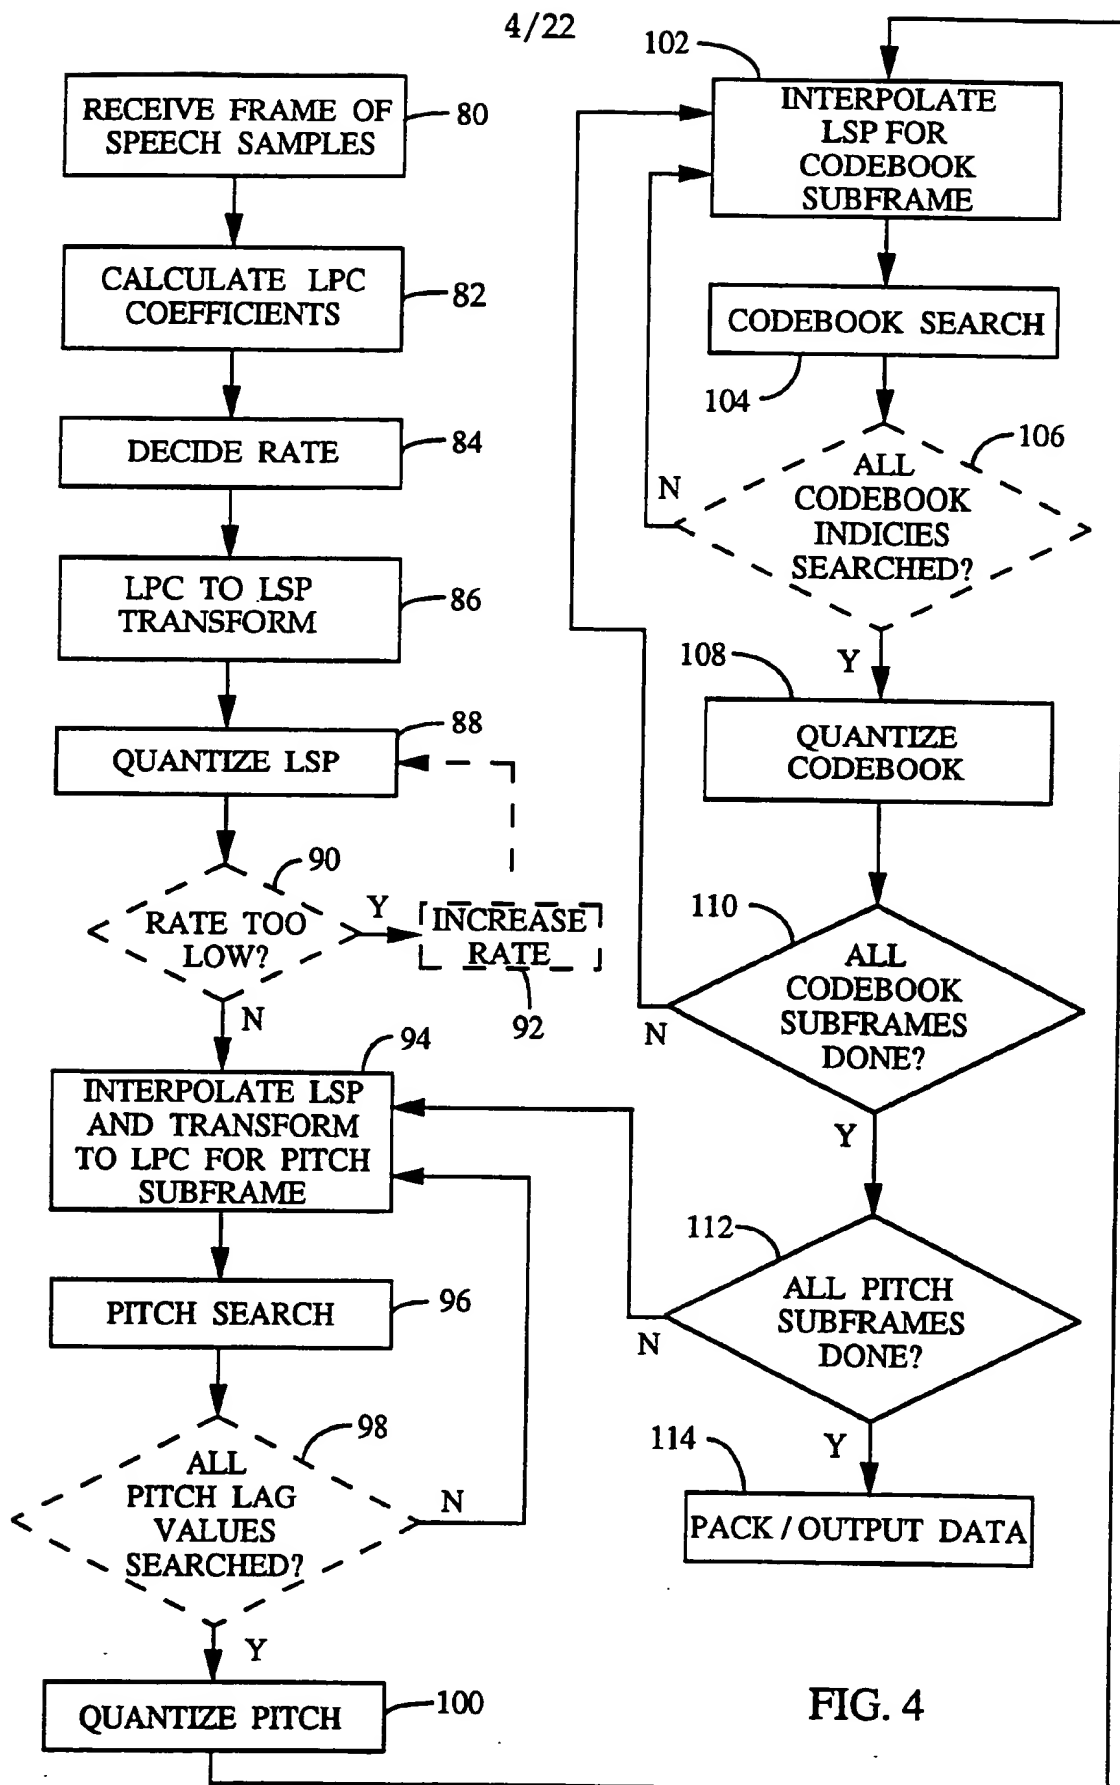 4/22
RECEIVE FRAME OF
SPEECH SAMPLES
80
CALCULATE LPC
COEFFICIENTS
82
DECIDE RATE
84
LPC TO LSP
TRANSFORM
86
88
QUANTIZE LSP
90
RATE TOO
LOW?
Y
INCREASE
RATE
92
N
94
INTERPOLATE LSP
AND TRANSFORM
TO LPC FOR PITCH
SUBFRAME
PITCH SEARCH
96
98
ALL
PITCH LAG
VALUES
SEARCHED?
N
Y
QUANTIZE PITCH
100
102
INTERPOLATE
LSP FOR
CODEBOOK
SUBFRAME
CODEBOOK SEARCH
104
106
ALL
CODEBOOK
INDICIES
SEARCHED?
N
Y
108
QUANTIZE
CODEBOOK
110
ALL
CODEBOOK
SUBFRAMES
DONE?
N
Y
112
ALL PITCH
SUBFRAMES
DONE?
N
Y
114
PACK / OUTPUT DATA
FIG. 4